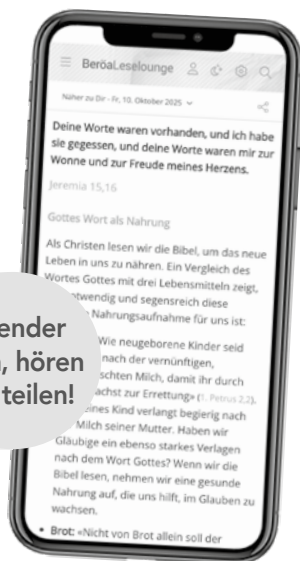 BeröaLeselounge
Näher zu Dir - Fr, 10. Oktober 2025
Deine Worte waren vorhanden, und ich habe
sie gegessen, und deine Worte waren mir zur
Wonne und zur Freude meines Herzens.
Jeremia 15,16
Gottes Wort als Nahrung
Als Christen lesen wir die Bibel, um das neue
Leben in uns zu nähren. Ein Vergleich des
Wortes Gottes mit drei Lebensmitteln zeigt,
otwendig und segensreich diese
Nahrungsaufnahme für uns ist:
Wie neugeborene Kinder seid
nach der vernünftigen,
schten Milch, damit ihr durch
achst zur Errettung» (1. Petrus 2,2).
eines Kind verlangt begierig nach
Milch seiner Mutter. Haben wir
Gläubige ein ebenso starkes Verlagen
nach dem Wort Gottes? Wenn wir die
Bibel lesen, nehmen wir eine gesunde
Nahrung auf, die uns hilft, im Glauben zu
wachsen.
• Brot: «Nicht von Brot allein soll der
ender
, hören
teilen!